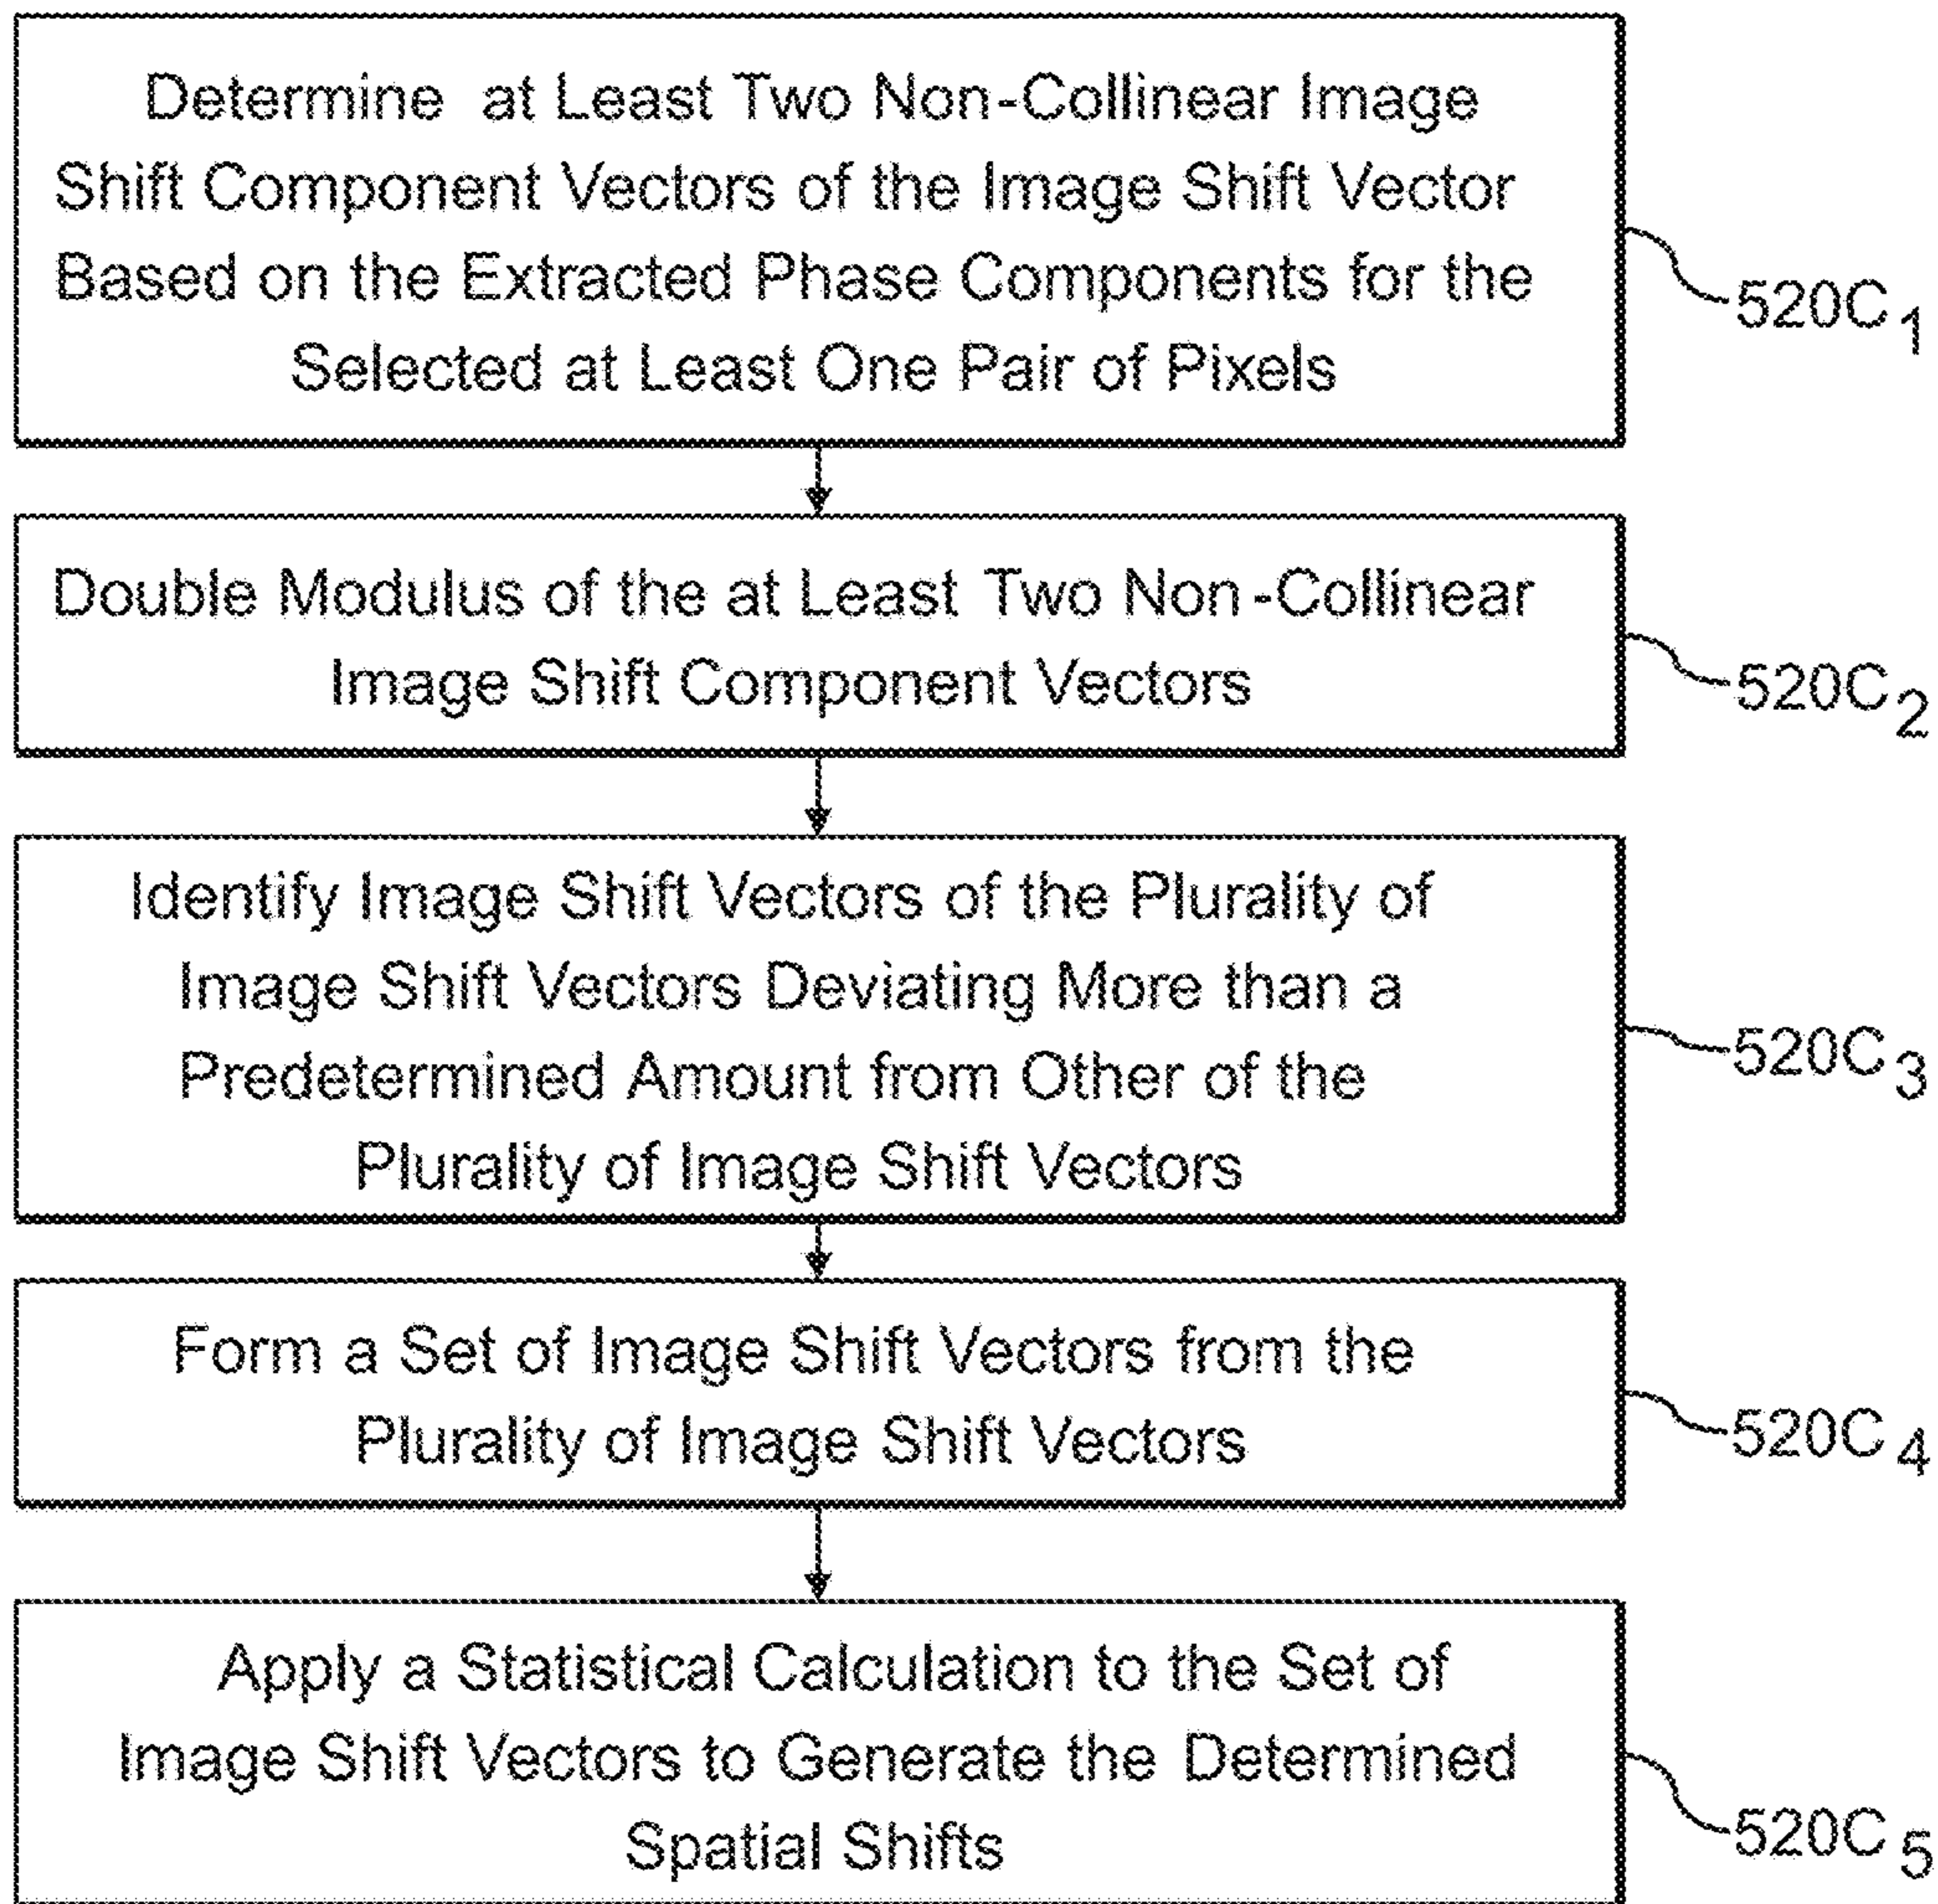 Determine at Least Two Non-Collinear Image
Shift Component Vectors of the Image Shift Vector
Based on the Extracted Phase Components for the
Selected at Least One Pair of Pixels
520C1
Double Modulus of the at Least Two Non-Collinear
Image Shift Component Vectors
520C2
Identify Image Shift Vectors of the Plurality of
Image Shift Vectors Deviating More than a
Predetermined Amount from Other of the
Plurality of Image Shift Vectors
520C3
Form a Set of Image Shift Vectors from the
Plurality of Image Shift Vectors
520C4
Apply a Statistical Calculation to the Set of
Image Shift Vectors to Generate the Determined
Spatial Shifts
520C5